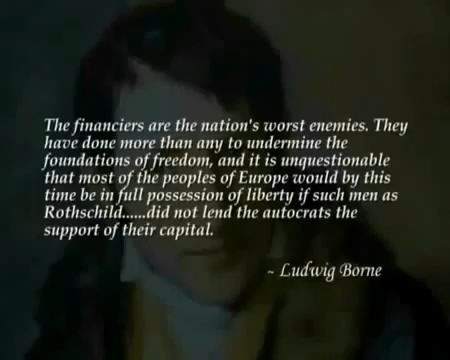 The financiers are the nation's worst enemies. They
have done more than any to undermine the
foundations of freedom, and it is unquestionable
that most of the peoples of Europe would by this
time be in full possession of liberty if such men as
Rothschild......did not lend the autocrats the
support of their capital.
~ Ludwig Borne